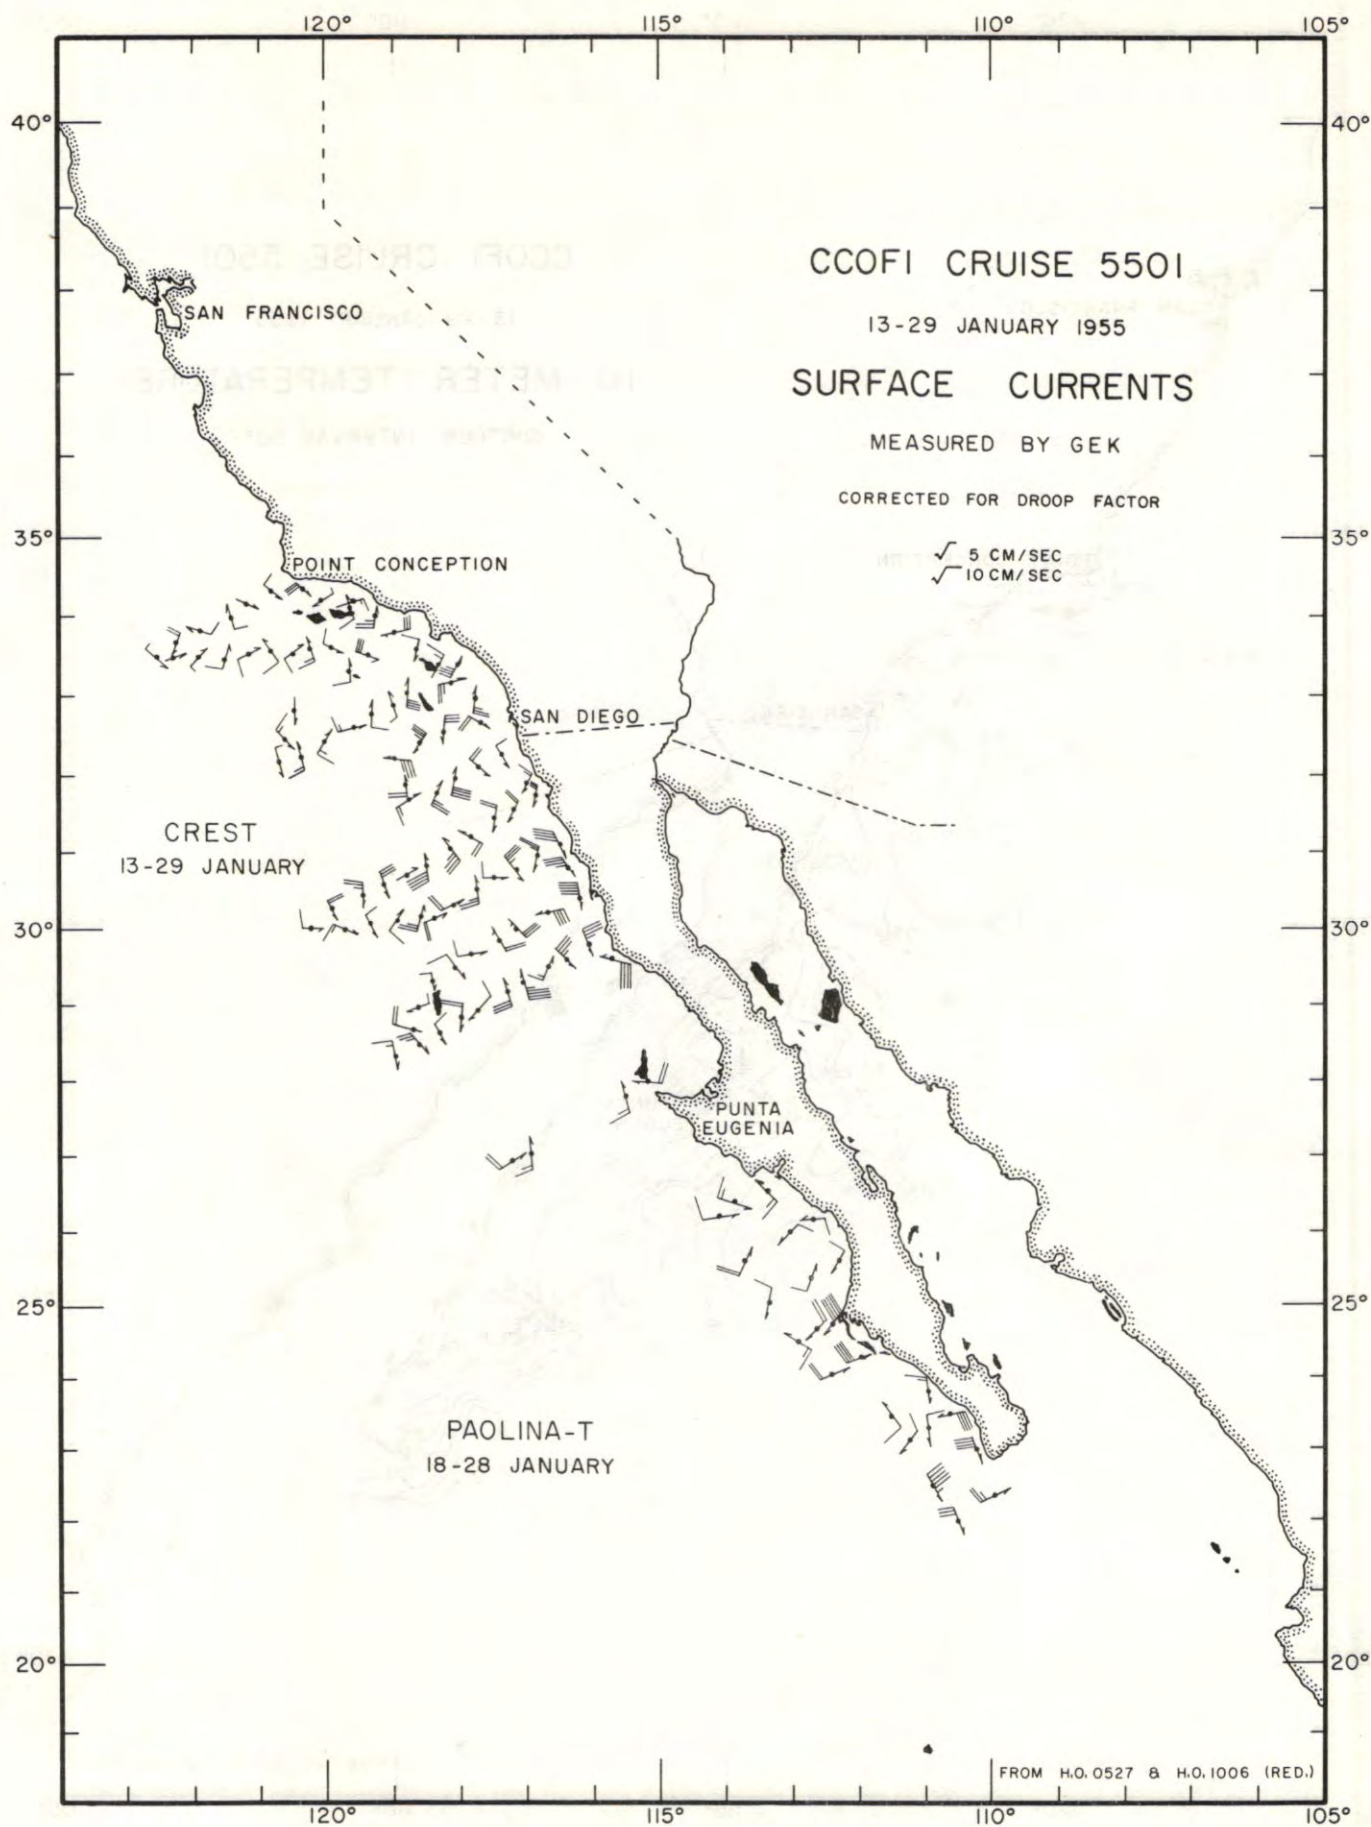 120° 115° 110° 105°
40° 40°
CCOFI CRUISE 5501
SAN FRANCISCO
13-29 JANUARY 1955
SURFACE CURRENTS
MEASURED BY GEK
CORRECTED FOR DROOP FACTOR
35° 35°
√ 5 CM/SEC
√ 10 CM/SEC
POINT CONCEPTION
SAN DIEGO
CREST
13-29 JANUARY
30° 30°
PUNTA
EUGENIA
25° 25°
PAOLINA-T
18-28 JANUARY
20° 20°
FROM H.O. 0527 & H.O. 1006 (RED.)
120° 115° 110° 105°